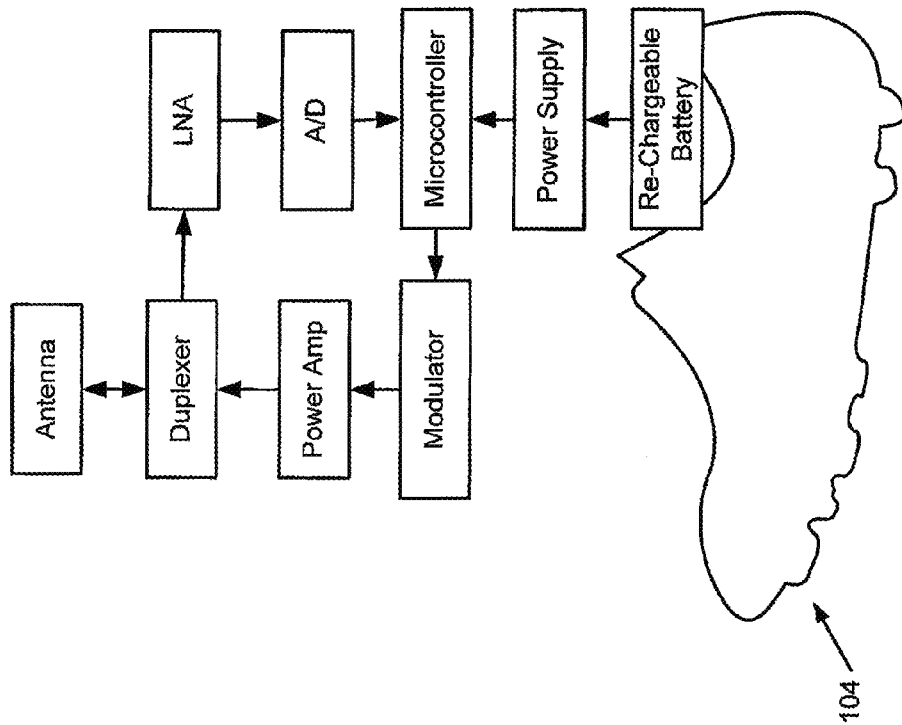 Antenna
Duplexer
Power Amp
Modulator
LNA
A/D
Microcontroller
Power Supply
Re-Chargeable
Battery
104